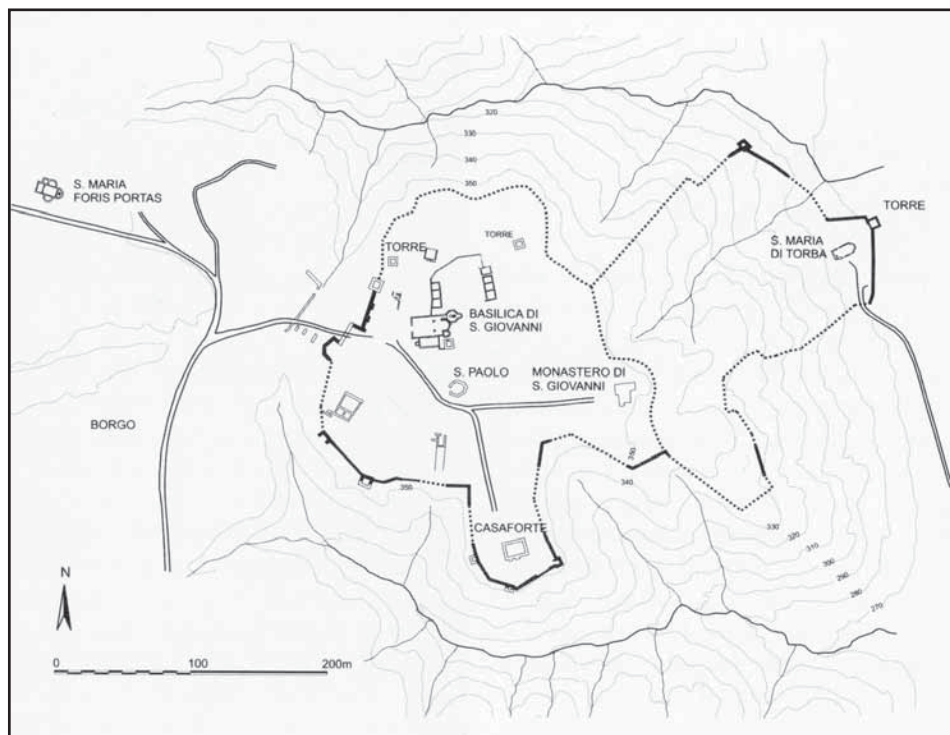 320
330
340
350
S. MARIA
FORIS PORTAS
TORRE
TORRE
TORRE
S. MARIA
DI TORBA
BASILICA DI
S. GIOVANNI
S. PAOLO
MONASTERO DI
S. GIOVANNI
BORGO
350
340
350
CASAFORTE
330
320
310
300
290
280
270
N
0
100
200m